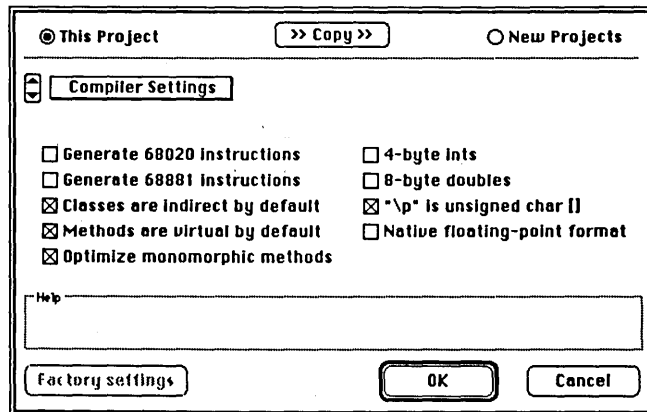 This Project >> Copy >> New Projects
Compiler Settings
Generate 68020 instructions
Generate 68881 instructions
Classes are indirect by default
Methods are virtual by default
Optimize monomorphic methods
4-byte ints
8-byte doubles
"\p" is unsigned char []
Native floating-point format
Help
Factory settings OK Cancel